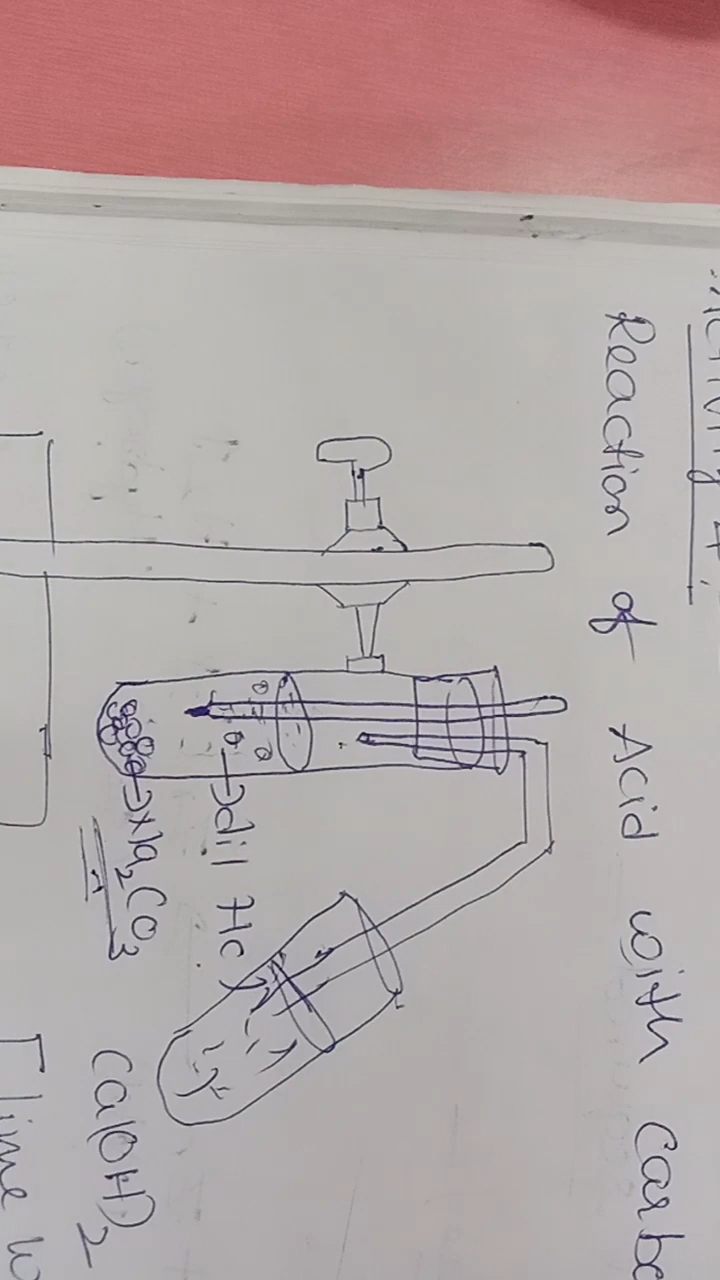 Reaction of Acid with Carbo
→ dil Hcl
→ Na₂Co₃
Ca(OH)₂
lime w